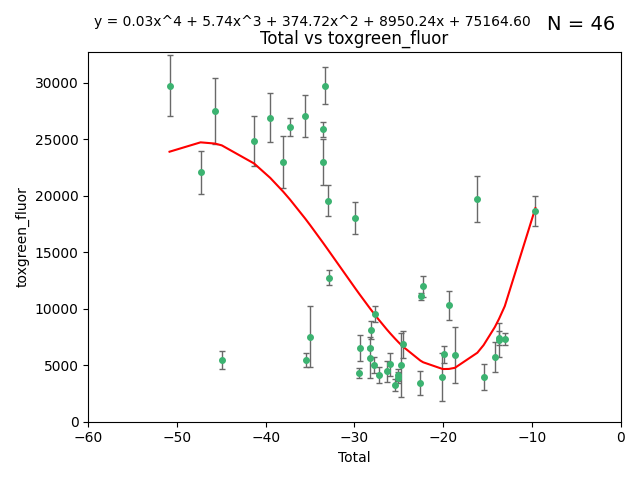 y = 0.03x^4 + 5.74x^3 + 374.72x^2 + 8950.24x + 75164.60
N = 46
Total vs toxgreen_fluor
30000
25000
20000
15000
10000
5000
0
toxgreen_fluor
−60
−50
−40
−30
−20
−10
0
Total